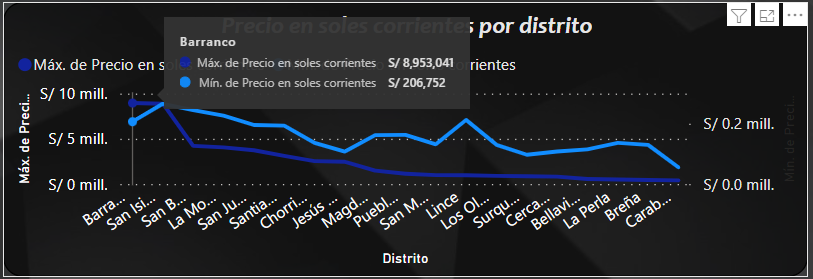 Precio en soles corrientes por distrito
Barranco
Máx. de Precio en soles corrientes S/ 8,953,041
Mín. de Precio en soles corrientes S/ 206,752
Máx. de Precio en so
rrientes
Máx. de Preci...
S/ 10 mill.
S/ 5 mill.
S/ 0 mill.
S/ 0.2 mill.
S/ 0.0 mill.
Mín. de Preci...
Barra...
San Isi...
San B...
La Mo...
San Ju...
Santia...
Chorri...
Jesús ...
Magd...
Puebl...
San M...
Lince
Los Ol...
Surqu...
Cerca...
Bellavi...
La Perla
Breña
Carab...
Distrito